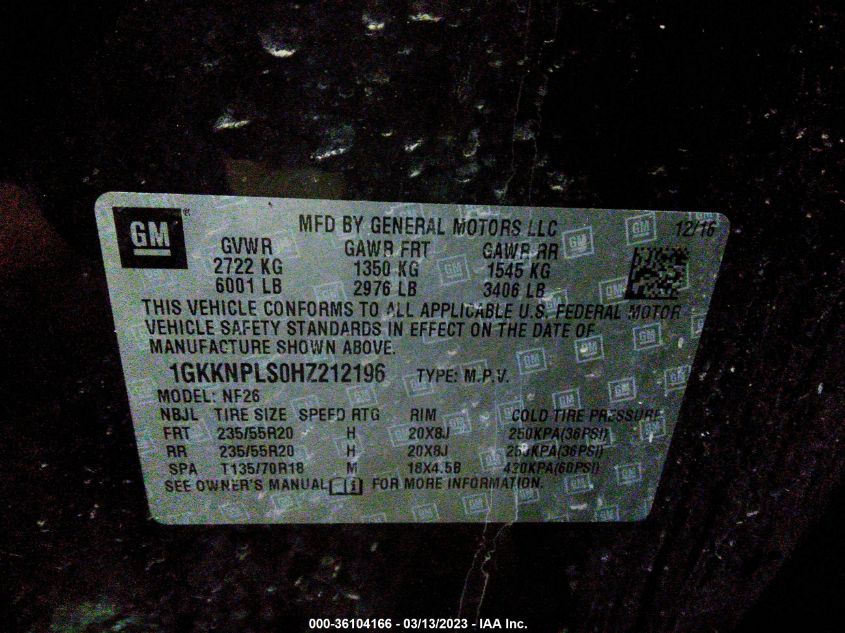 GM ® MFD BY GENERAL MOTORS LLC 12/16
GVWR GAWR FRT GAWR RR
2722 KG 1350 KG 1545 KG
6001 LB 2976 LB 3406 LB
THIS VEHICLE CONFORMS TO ALL APPLICABLE U.S. FEDERAL MOTOR
VEHICLE SAFETY STANDARDS IN EFFECT ON THE DATE OF
MANUFACTURE SHOWN ABOVE.
1GKKNPLS0HZ212196 TYPE: M.P.V.
MODEL: NF26
NBJL TIRE SIZE SPEED RTG RIM COLD TIRE PRESSURE
FRT 235/55R20 H 20X8J 250KPA(36PSI)
RR 235/55R20 H 20X8J 250KPA(36PSI)
SPA T135/70R18 M 18X4.5B 420KPA(60PSI)
SEE OWNER'S MANUAL FOR MORE INFORMATION.
000-36104166 - 03/13/2023 - IAA Inc.